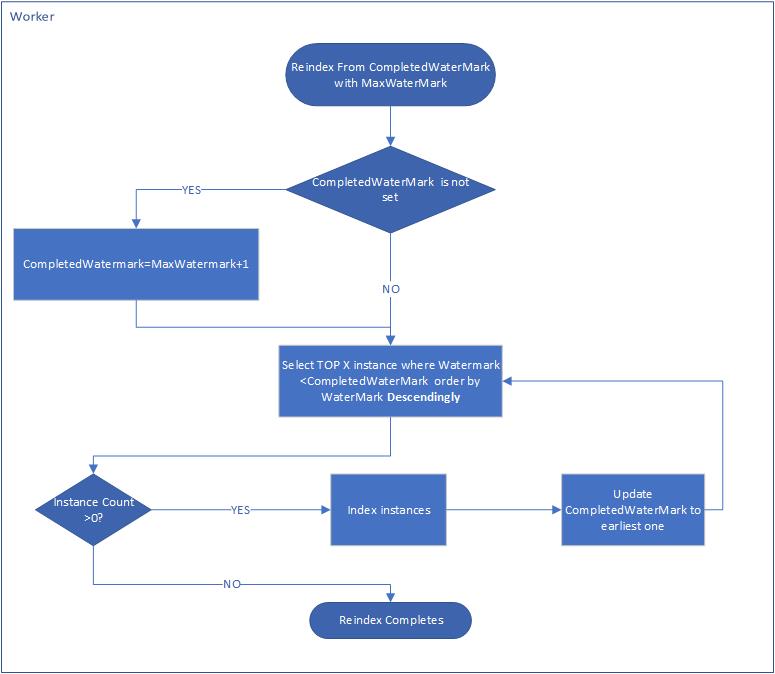 Worker
Reindex From CompletedWaterMark
with MaxWaterMark
CompletedWaterMark is not
set
YES
CompletedWatermark=MaxWatermark+1
NO
Select TOP X instance where Watermark
<CompletedWaterMark order by
WaterMark Descendingly
Instance Count
>0?
YES
Index instances
Update
CompletedWaterMark to
earliest one
NO
Reindex Completes